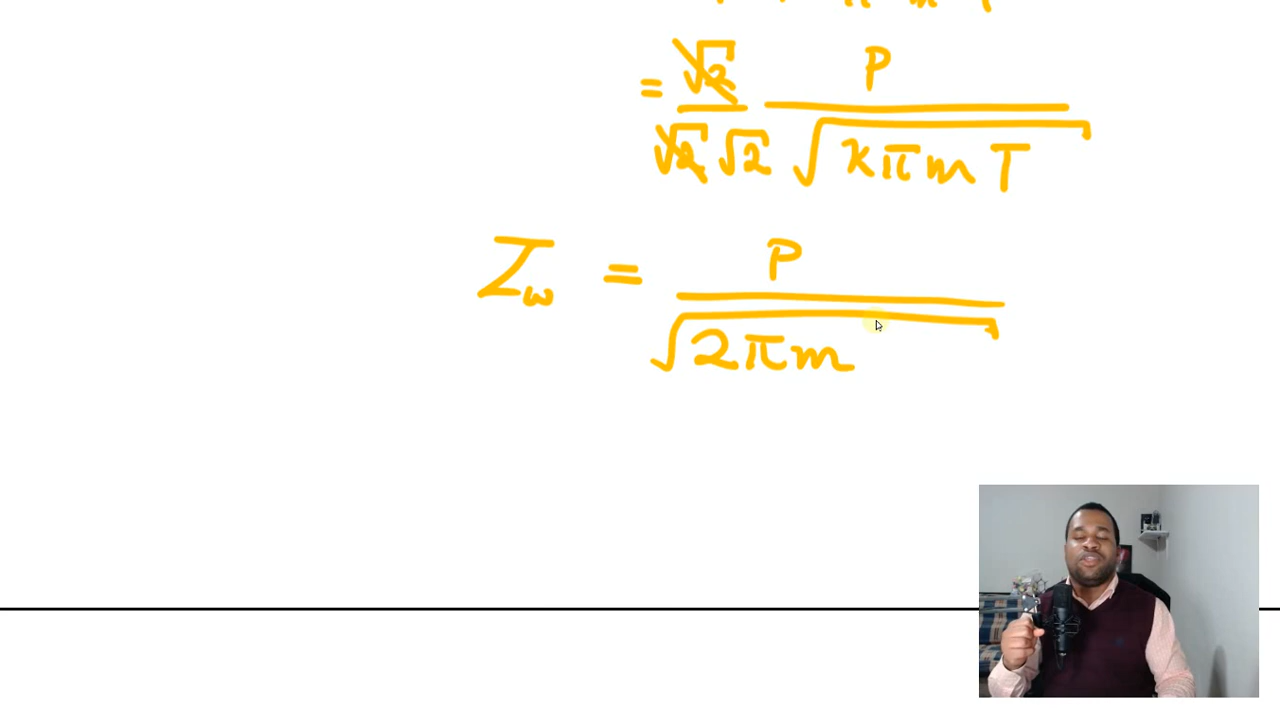 = √2 / (√2 √2) P / √(kπmT)
Z_w = P / √(2πm